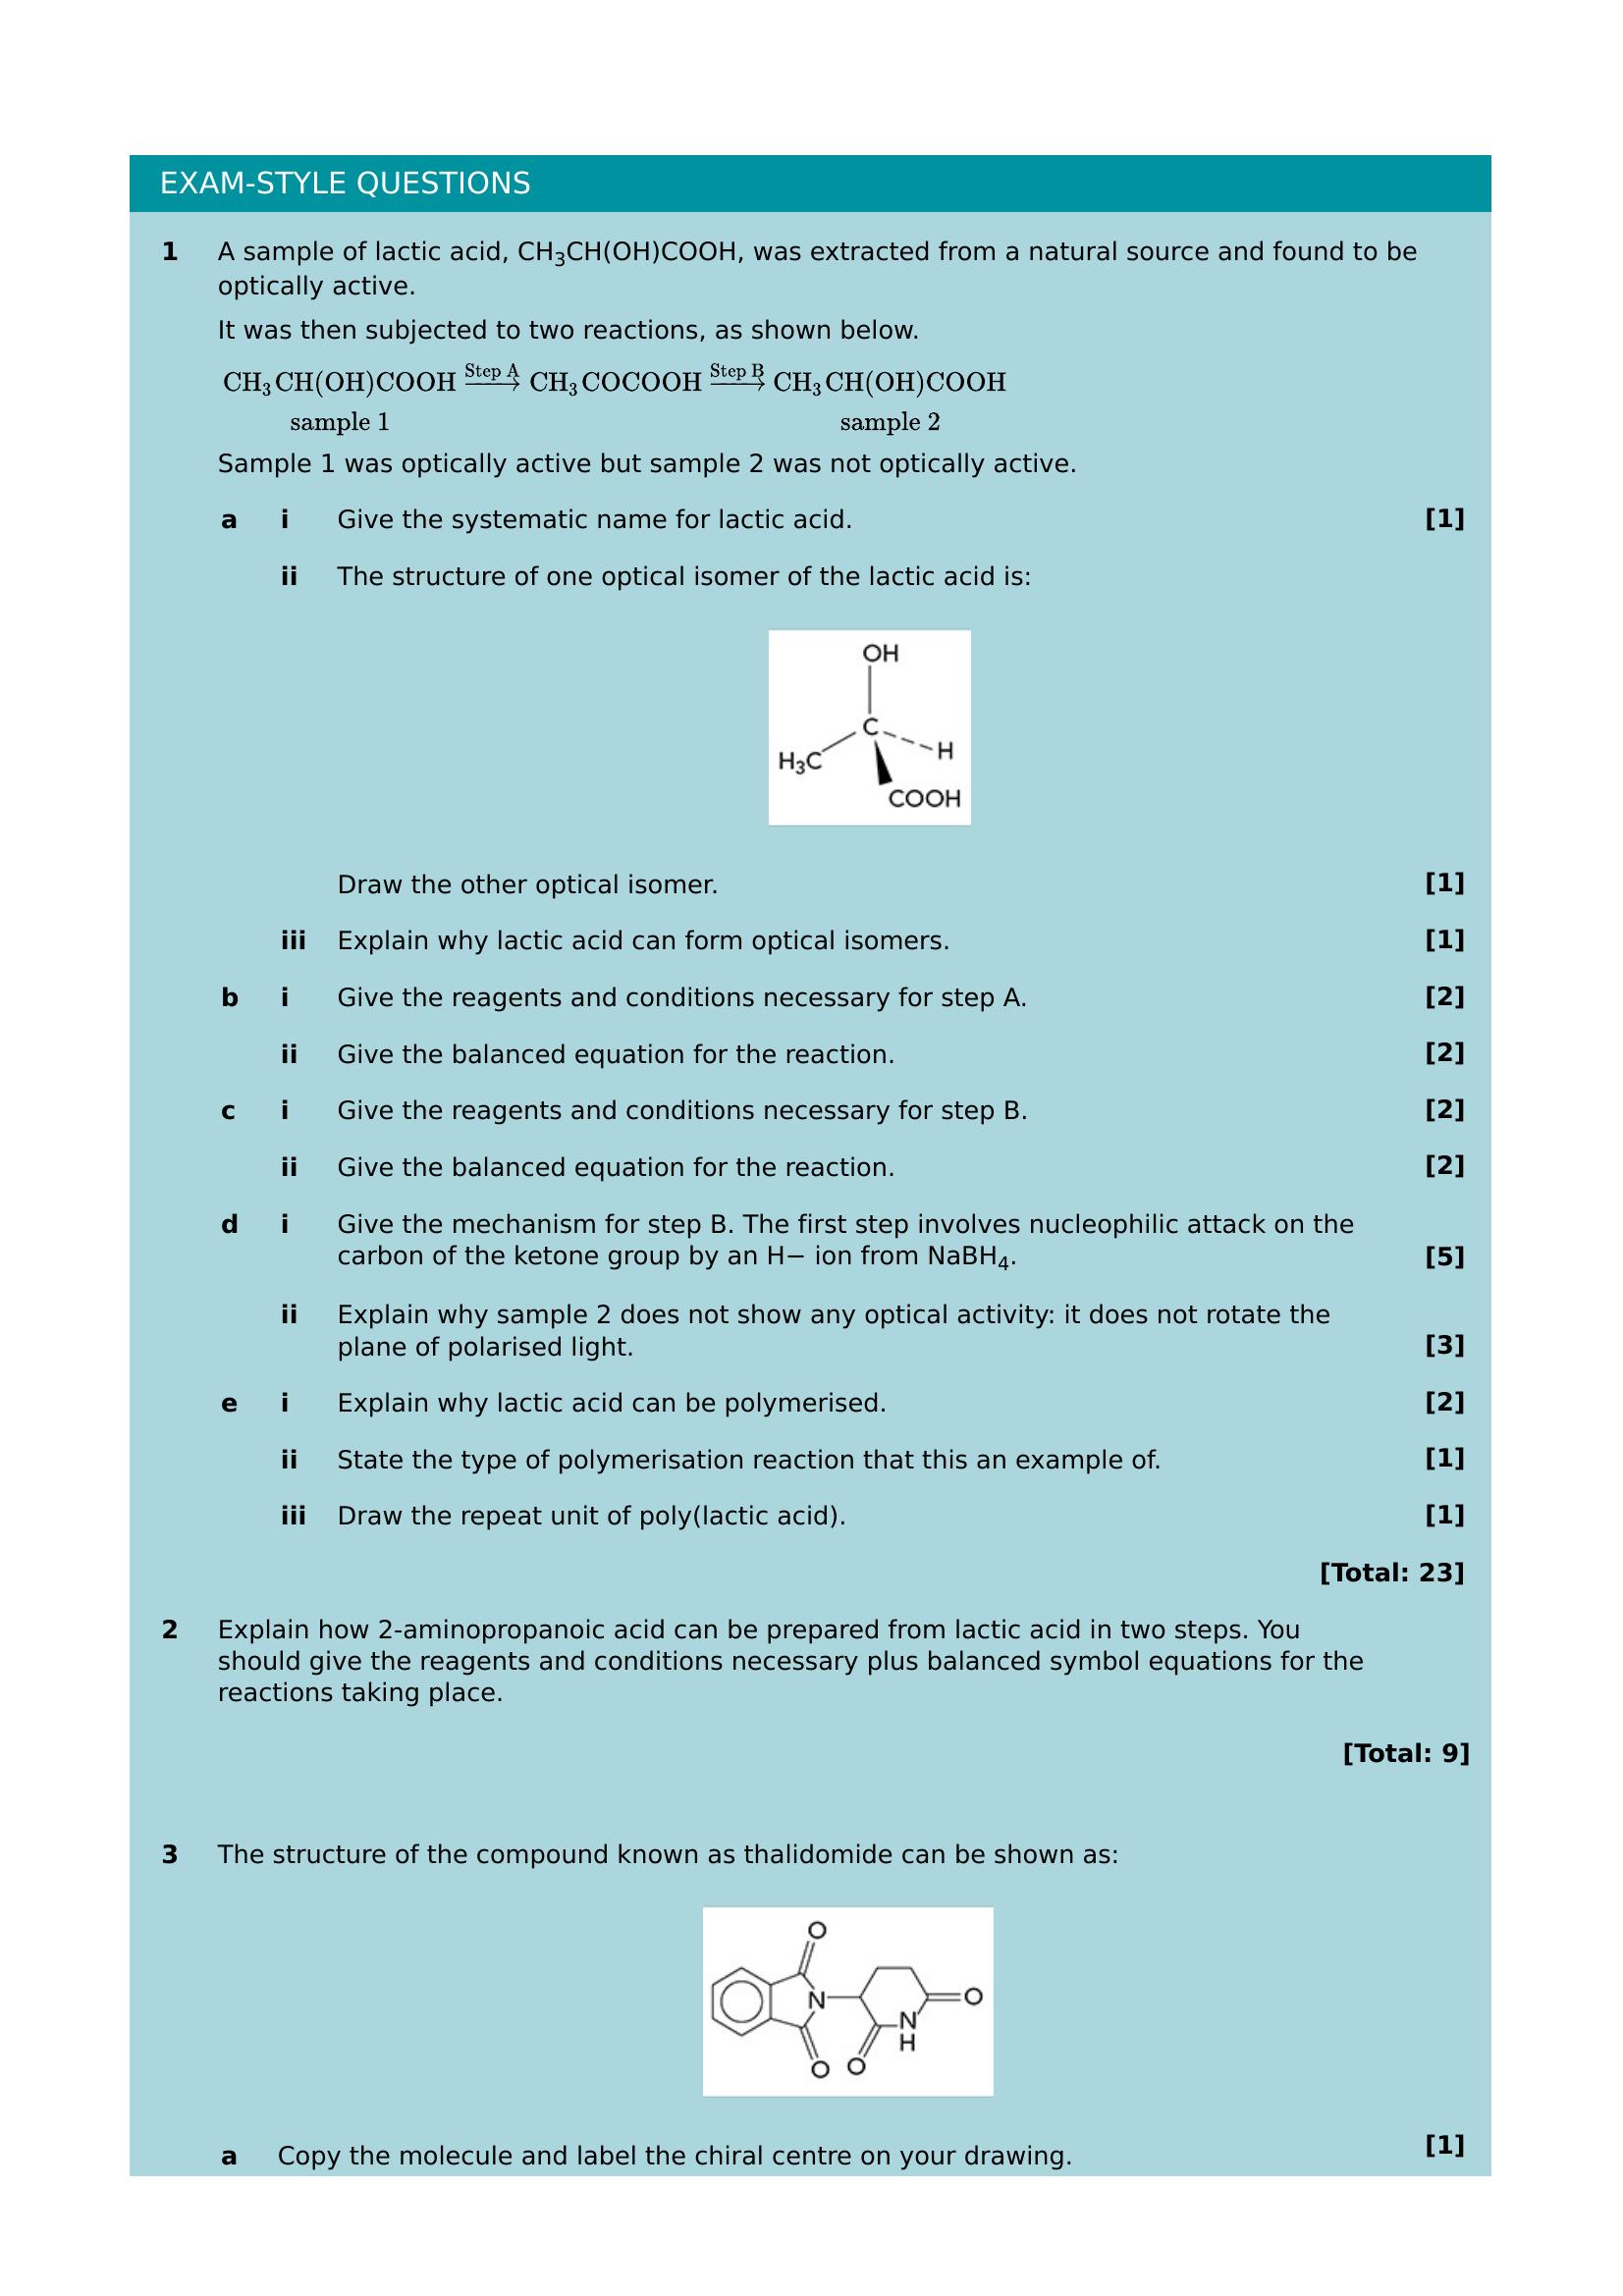 EXAM-STYLE QUESTIONS
1 A sample of lactic acid, CH₃CH(OH)COOH, was extracted from a natural source and found to be
optically active.
It was then subjected to two reactions, as shown below.
CH₃CH(OH)COOH —Step A→ CH₃COCOOH —Step B→ CH₃CH(OH)COOH
sample 1 sample 2
Sample 1 was optically active but sample 2 was not optically active.
a i Give the systematic name for lactic acid. [1]
ii The structure of one optical isomer of the lactic acid is:
OH
C
H
H₃C
COOH
Draw the other optical isomer. [1]
iii Explain why lactic acid can form optical isomers. [1]
b i Give the reagents and conditions necessary for step A. [2]
ii Give the balanced equation for the reaction. [2]
c i Give the reagents and conditions necessary for step B. [2]
ii Give the balanced equation for the reaction. [2]
d i Give the mechanism for step B. The first step involves nucleophilic attack on the
carbon of the ketone group by an H− ion from NaBH₄. [5]
ii Explain why sample 2 does not show any optical activity: it does not rotate the
plane of polarised light. [3]
e i Explain why lactic acid can be polymerised. [2]
ii State the type of polymerisation reaction that this an example of. [1]
iii Draw the repeat unit of poly(lactic acid). [1]
[Total: 23]
2 Explain how 2-aminopropanoic acid can be prepared from lactic acid in two steps. You
should give the reagents and conditions necessary plus balanced symbol equations for the
reactions taking place.
[Total: 9]
3 The structure of the compound known as thalidomide can be shown as:
O
N
O
N
H
O O
a Copy the molecule and label the chiral centre on your drawing. [1]